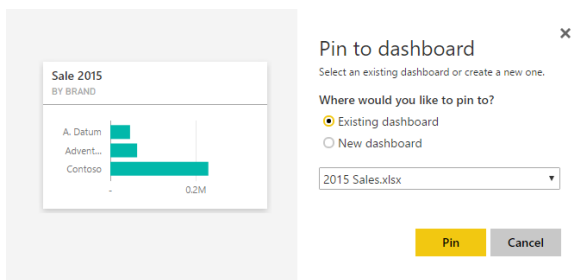 Sale 2015
BY BRAND
A. Datum
Advent...
Contoso
-
0.2M
×
Pin to dashboard
Select an existing dashboard or create a new one.
Where would you like to pin to?
Existing dashboard
New dashboard
2015 Sales.xlsx
Pin Cancel